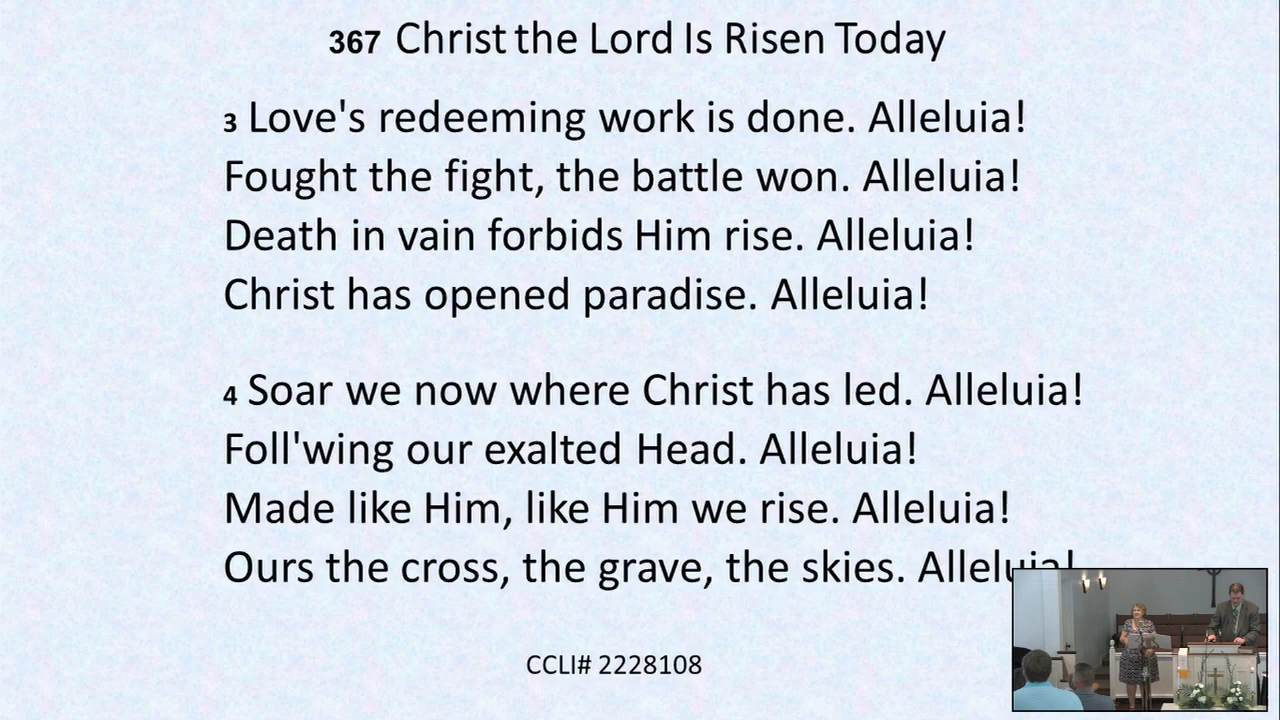 367 Christ the Lord Is Risen Today
3 Love's redeeming work is done. Alleluia!
Fought the fight, the battle won. Alleluia!
Death in vain forbids Him rise. Alleluia!
Christ has opened paradise. Alleluia!
4 Soar we now where Christ has led. Alleluia!
Foll'wing our exalted Head. Alleluia!
Made like Him, like Him we rise. Alleluia!
Ours the cross, the grave, the skies. Alleluia!
CCLI# 2228108